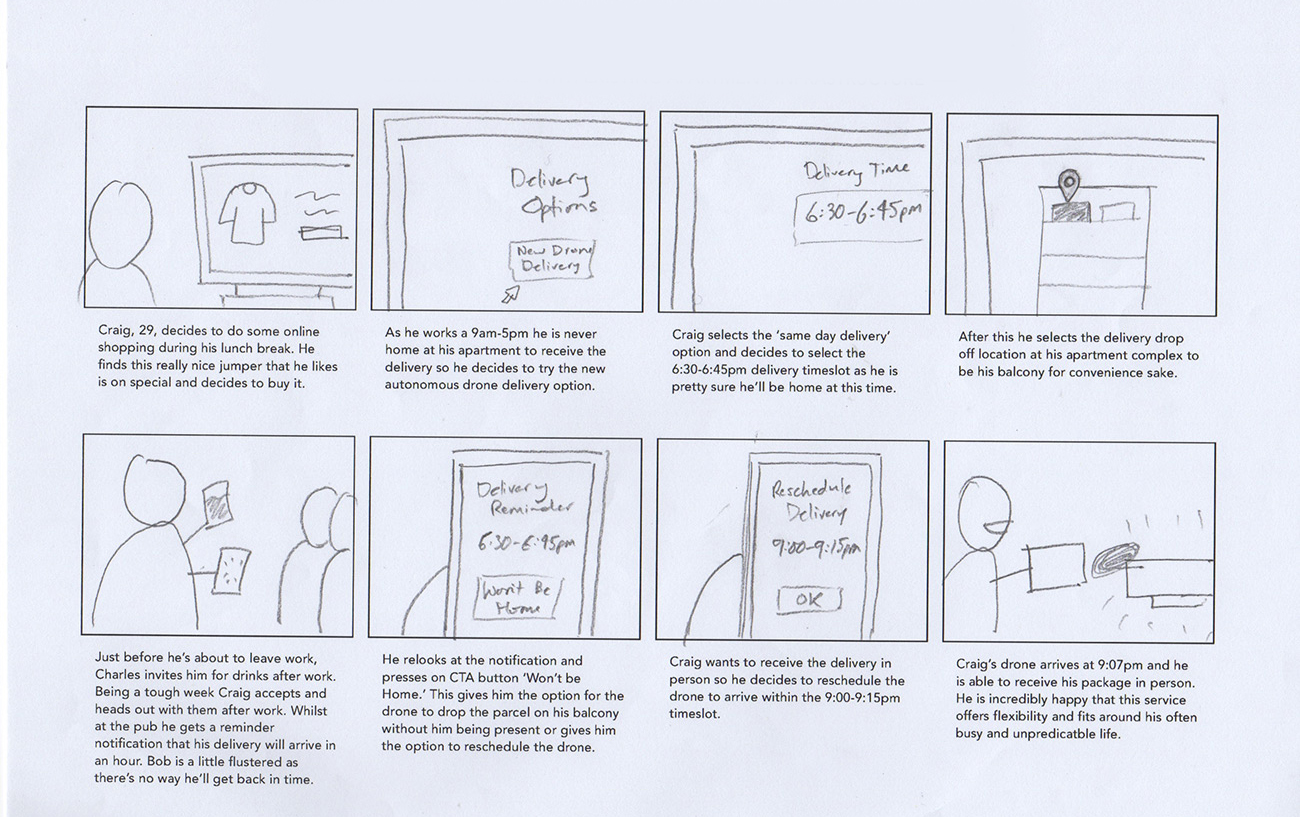 Delivery
Options
New Drone
Delivery
Delivery Time
6:30-6:45pm
Craig, 29, decides to do some online
shopping during his lunch break. He
finds this really nice jumper that he likes
is on special and decides to buy it.
As he works a 9am-5pm he is never
home at his apartment to receive the
delivery so he decides to try the new
autonomous drone delivery option.
Craig selects the ‘same day delivery’
option and decides to select the
6:30-6:45pm delivery timeslot as he is
pretty sure he’ll be home at this time.
After this he selects the delivery drop
off location at his apartment complex to
be his balcony for convenience sake.
Delivery
Reminder
6:30-6:45pm
Won't Be
Home
Reschedule
Delivery
9:00-9:15pm
OK
Just before he’s about to leave work,
Charles invites him for drinks after work.
Being a tough week Craig accepts and
heads out with them after work. Whilst
at the pub he gets a reminder
notification that his delivery will arrive in
an hour. Bob is a little flustered as
there’s no way he’ll get back in time.
He relooks at the notification and
presses on CTA button ‘Won’t be
Home.’ This gives him the option for the
drone to drop the parcel on his balcony
without him being present or gives him
the option to reschedule the drone.
Craig wants to receive the delivery in
person so he decides to reschedule the
drone to arrive within the 9:00-9:15pm
timeslot.
Craig’s drone arrives at 9:07pm and he
is able to receive his package in person.
He is incredibly happy that this service
offers flexibility and fits around his often
busy and unpredicatble life.